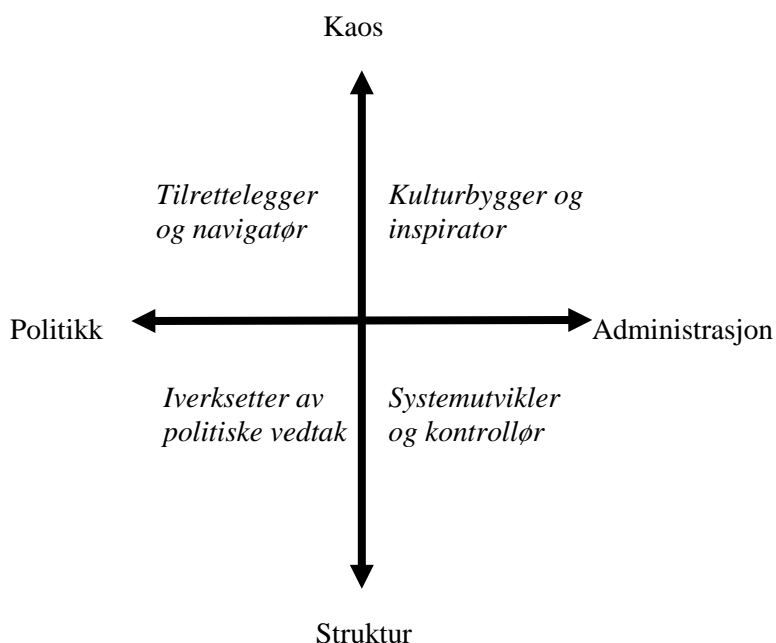 Kaos
Tilrettelegger
og navigatør
Kulturbygger og
inspirator
Politikk
Administrasjon
Iverksetter av
politiske vedtak
Systemutvikler
og kontrollør
Struktur